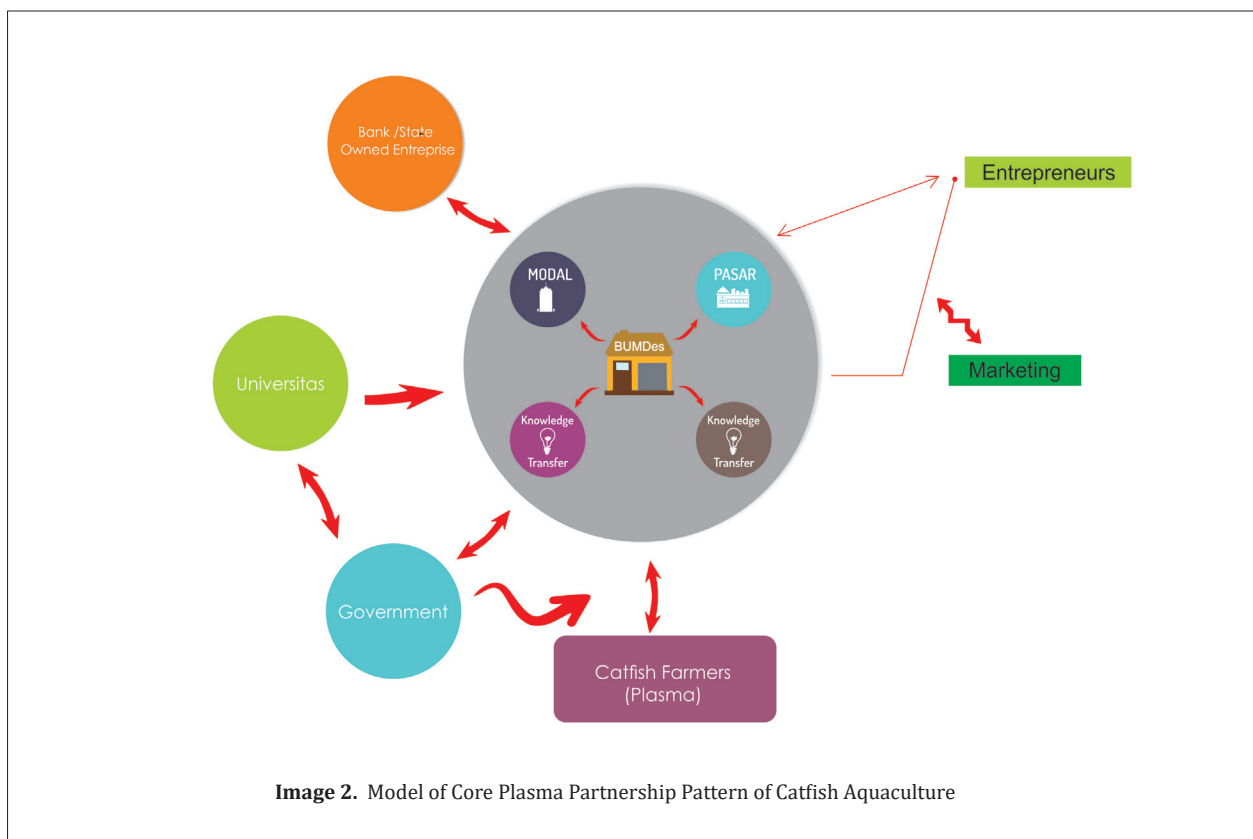 Bank /State
Owned Entreprise
Entrepreneurs
MODAL
PASAR
BUMDes
Universitas
Marketing
Knowledge
Transfer
Knowledge
Transfer
Government
Catfish Farmers
(Plasma)
Image 2. Model of Core Plasma Partnership Pattern of Catfish Aquaculture